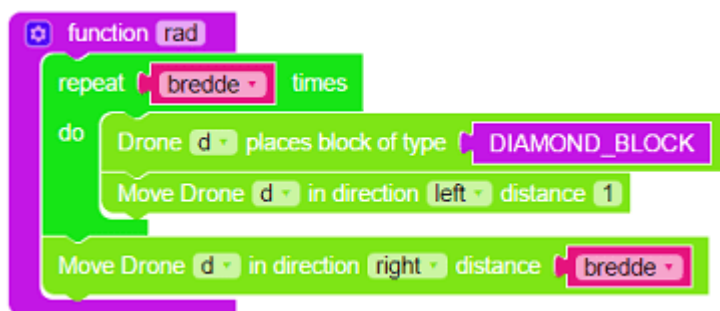 function rad
repeat bredde times
do Drone d places block of type DIAMOND_BLOCK
Move Drone d in direction left distance 1
Move Drone d in direction right distance bredde